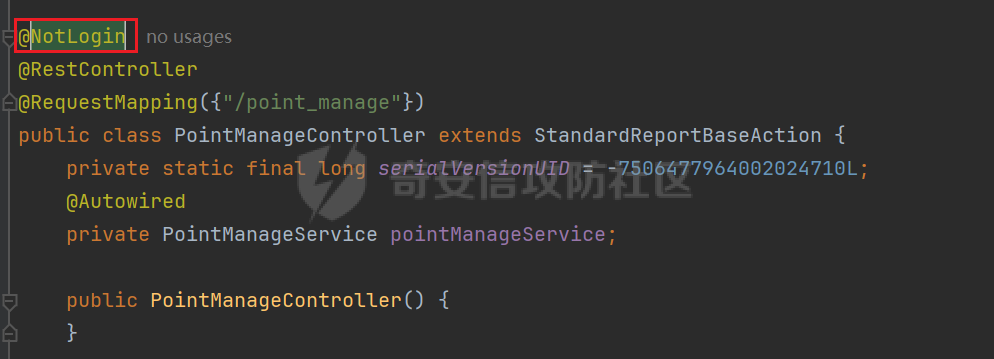 @NotLogin no usages
@RestController
@RequestMapping({"/point_manage"})
public class PointManageController extends StandardReportBaseAction {
private static final long serialVersionUID = -7506477964002024710L;
奇安信攻防社区
@Autowired
private PointManageService pointManageService;
public PointManageController() {
}